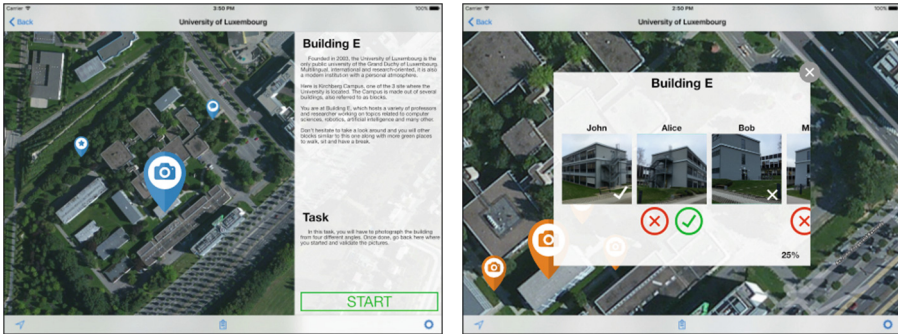 Carrier 3:50 PM 100%
Back University of Luxembourg
Building E
Founded in 2003, the University of Luxembourg is the
only public university of the Grand Duchy of Luxembourg.
Multilingual, international and research-oriented, it is also
a modern institution with a personal atmosphere.
Here is Kirchberg Campus, one of the 3 site where the
University is located. The Campus is made out of several
buildings, also referred to as blocks.
You are at Building E, which hosts a variety of professors
and researcher working on topics related to computer
sciences, robotics, artificial intelligence and many other.
Don't hesitate to take a look around and you will other
blocks similar to this one along with more green places
to walk, sit and have a break.
Task
In this task, you will have to photograph the building
from four different angles. Once done, go back here where
you started and validate the pictures.
START
Carrier 2:50 PM 100%
Back University of Luxembourg
Building E
John Alice Bob M
25%